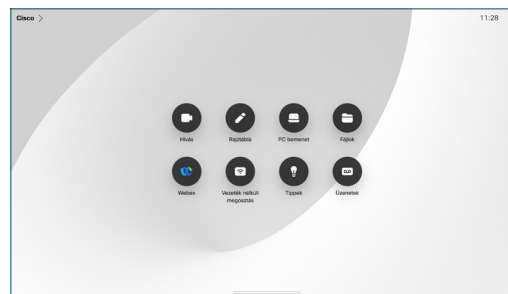 Cisco
11:28
Hívás
Rajztábla
PC bemenet
Fájlok
Webex
Vezeték nélküli
megosztás
Tippek
Üzenetek